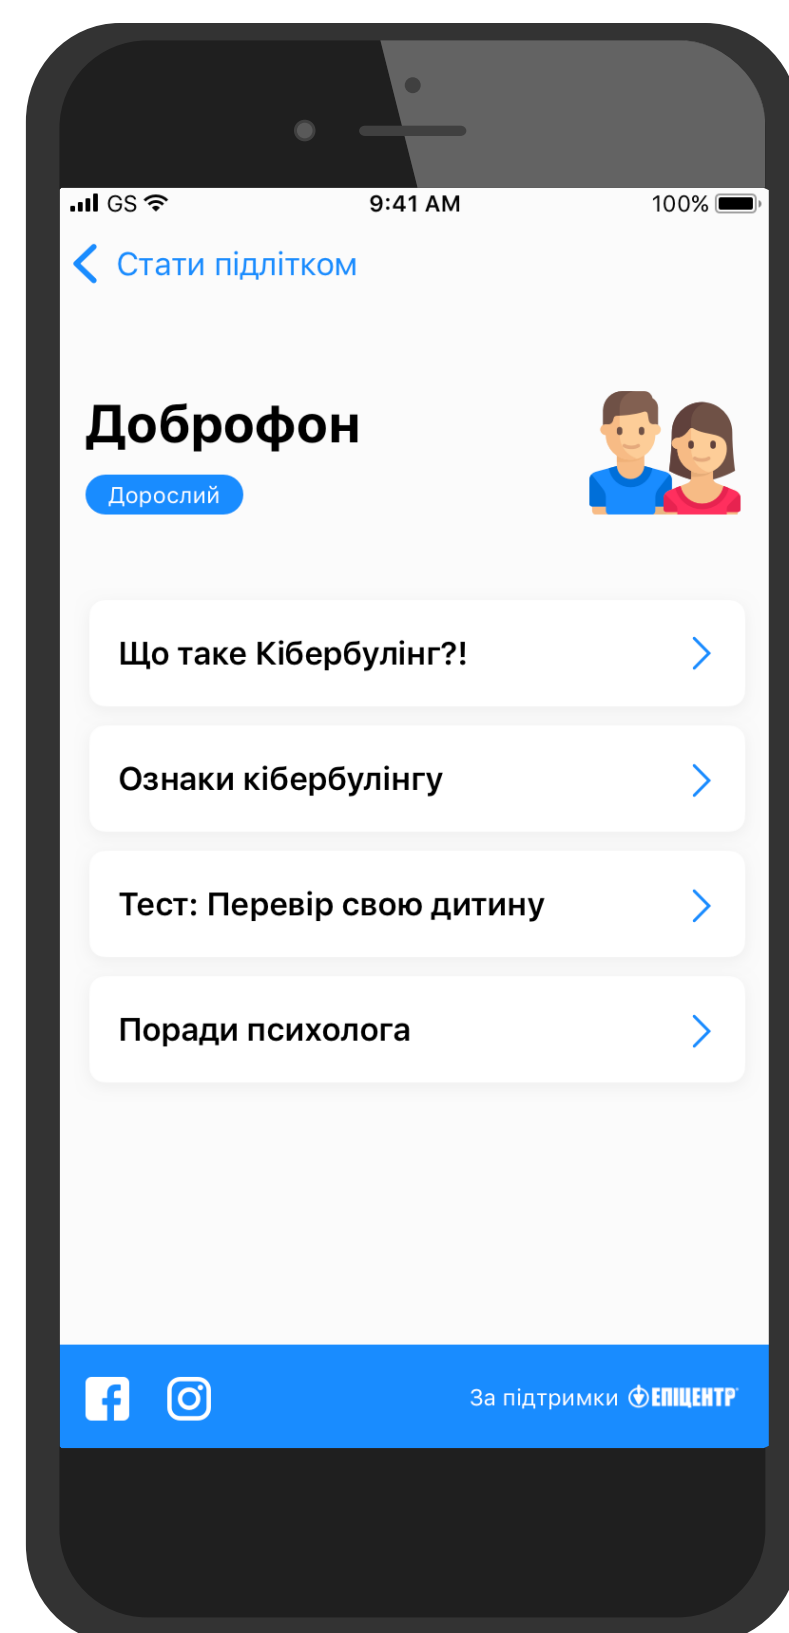 GS 9:41 AM 100%
Стати підлітком
Доброфон
Дорослий
Що таке Кібербулінг?!
Ознаки кібербулінгу
Тест: Перевір свою дитину
Поради психолога
За підтримки ЕПІЦЕНТР